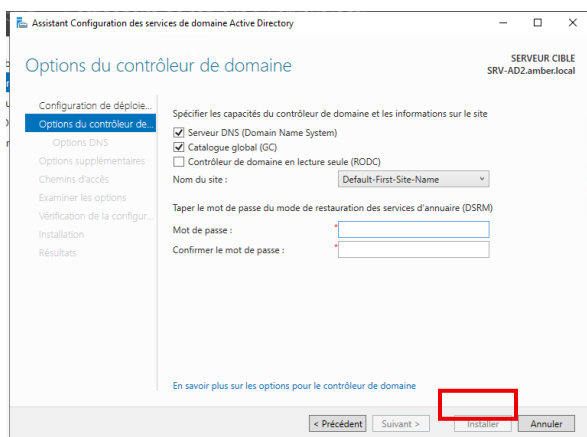 Assistant Configuration des services de domaine Active Directory
Options du contrôleur de domaine
SERVEUR CIBLE
SRV-AD2.amber.local
Configuration de déploie...
Options du contrôleur de...
Options DNS
Options supplémentaires
Chemins d'accès
Examiner les options
Vérification de la configur...
Installation
Résultats
Spécifier les capacités du contrôleur de domaine et les informations sur le site
Serveur DNS (Domain Name System)
Catalogue global (GC)
Contrôleur de domaine en lecture seule (RODC)
Nom du site :
Default-First-Site-Name
Taper le mot de passe du mode de restauration des services d'annuaire (DSRM)
Mot de passe :
*
Confirmer le mot de passe :
*
En savoir plus sur les options pour le contrôleur de domaine
< Précédent
Suivant >
Installer
Annuler